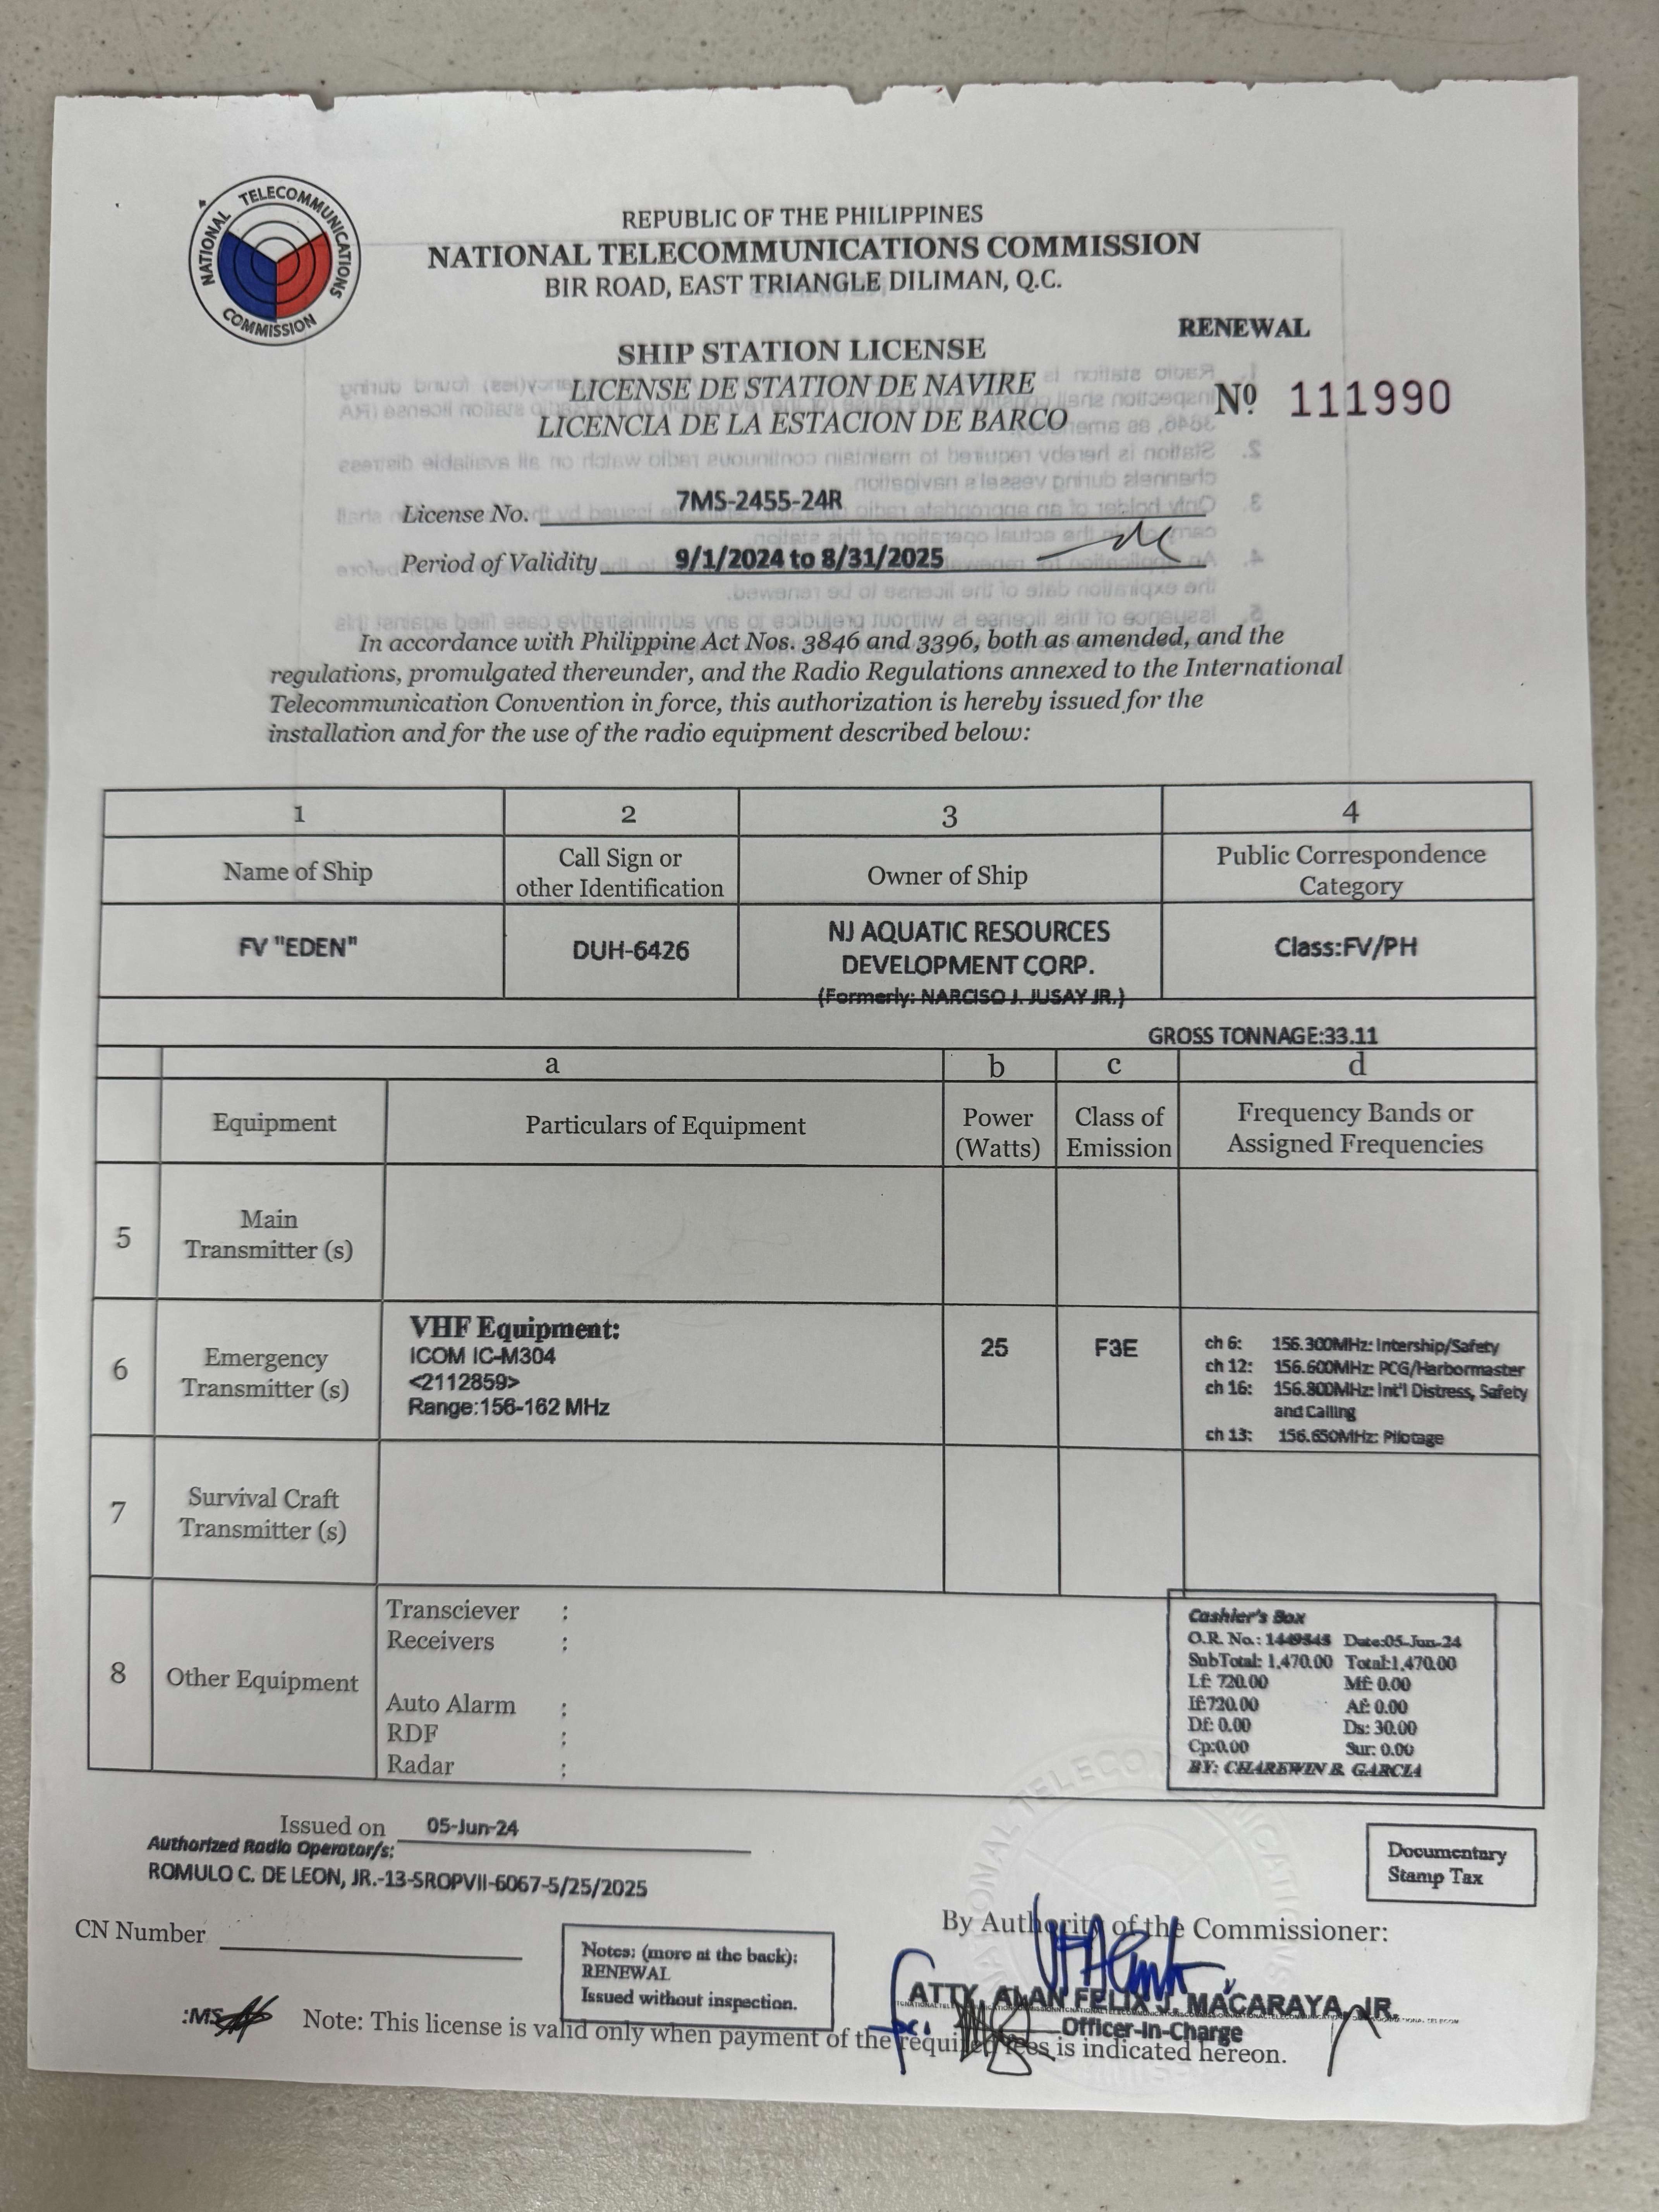 NATIONAL TELECOMMUNICATIONS COMMISSION
REPUBLIC OF THE PHILIPPINES
NATIONAL TELECOMMUNICATIONS COMMISSION
BIR ROAD, EAST TRIANGLE DILIMAN, Q.C.
RENEWAL
SHIP STATION LICENSE
LICENSE DE STATION DE NAVIRE
LICENCIA DE LA ESTACION DE BARCO
Nº 111990
License No. 7MS-2455-24R
Period of Validity 9/1/2024 to 8/31/2025
In accordance with Philippine Act Nos. 3846 and 3396, both as amended, and the
regulations, promulgated thereunder, and the Radio Regulations annexed to the International
Telecommunication Convention in force, this authorization is hereby issued for the
installation and for the use of the radio equipment described below:
1 2 3 4
Name of Ship
Call Sign or
other Identification
Owner of Ship
Public Correspondence
Category
FV "EDEN"
DUH-6426
NJ AQUATIC RESOURCES
DEVELOPMENT CORP.
(Formerly: NARCISO J. JUSAY JR.)
Class:FV/PH
GROSS TONNAGE:33.11
a b c d
Equipment
Particulars of Equipment
Power
(Watts)
Class of
Emission
Frequency Bands or
Assigned Frequencies
5
Main
Transmitter (s)
6
Emergency
Transmitter (s)
VHF Equipment:
ICOM IC-M304
<2112859>
Range:156-162 MHz
25
F3E
ch 6: 156.300MHz: Intership/Safety
ch 12: 156.600MHz: PCG/Harbormaster
ch 16: 156.800MHz: Int'l Distress, Safety
and Calling
ch 13: 156.650MHz: Pilotage
7
Survival Craft
Transmitter (s)
8
Other Equipment
Transciever :
Receivers :
Auto Alarm :
RDF :
Radar :
Cashier's Box
O.R. No.: 1449545 Date:05-Jun-24
SubTotal: 1,470.00 Total:1,470.00
Lf: 720.00 Mf: 0.00
If:720.00 Af: 0.00
Df: 0.00 Ds: 30.00
Cp:0.00 Sur: 0.00
BY: CHAREWIN B. GARCIA
Issued on 05-Jun-24
Authorized Radio Operator/s:
ROMULO C. DE LEON, JR.-13-SROPVII-6067-5/25/2025
Documentary
Stamp Tax
CN Number
Notes: (more at the back):
RENEWAL
Issued without inspection.
By Authority of the Commissioner:
ATTY. ALAN FELIX J. MACARAYA, JR.
Officer-In-Charge
:MS
Note: This license is valid only when payment of the required fees is indicated hereon.